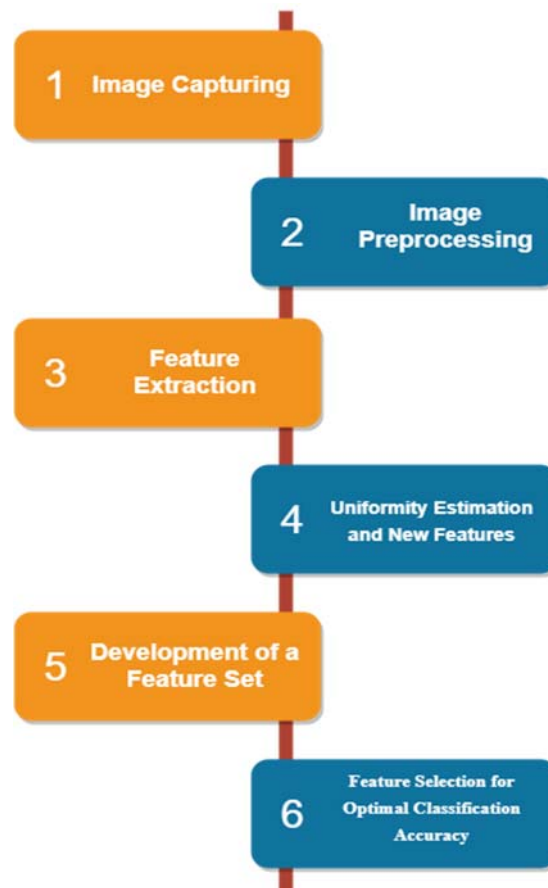 1 Image Capturing
2 Image
Preprocessing
3 Feature
Extraction
4 Uniformity Estimation
and New Features
5 Development of a
Feature Set
6 Feature Selection for
Optimal Classification
Accuracy